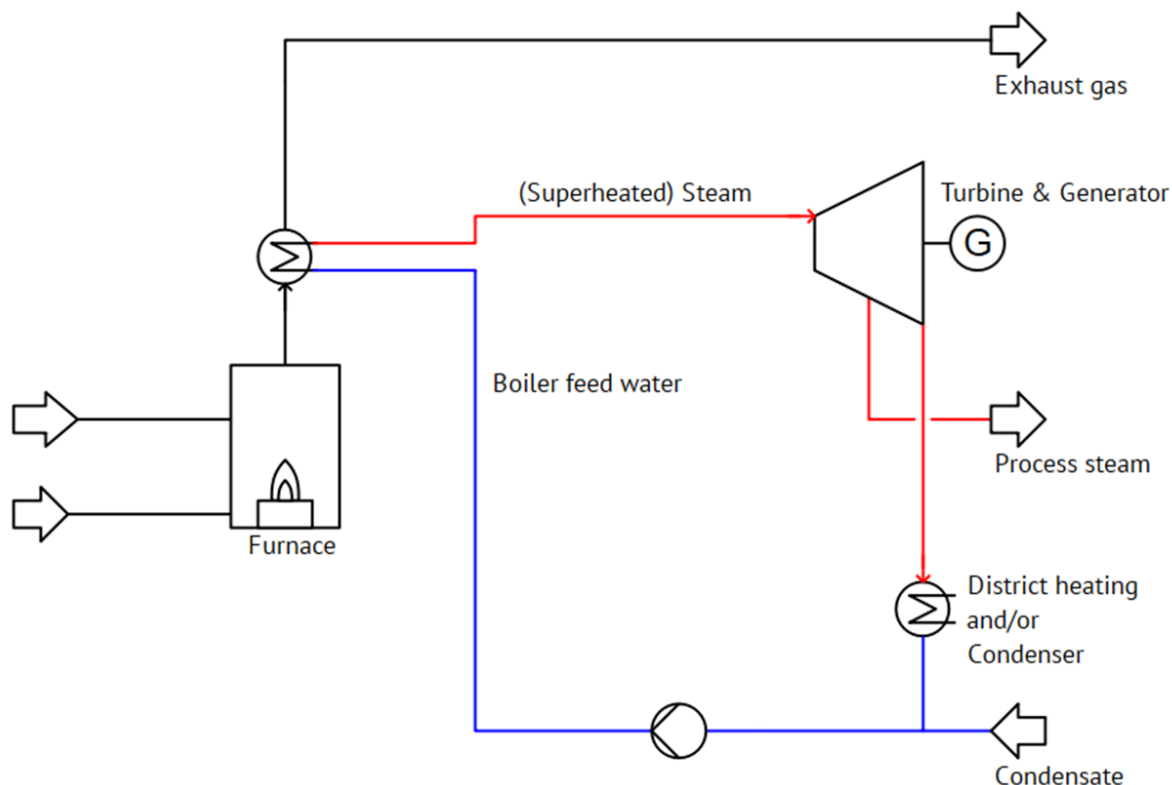 Exhaust gas
(Superheated) Steam
Turbine & Generator
G
Boiler feed water
Process steam
Furnace
District heating
and/or
Condenser
Condensate